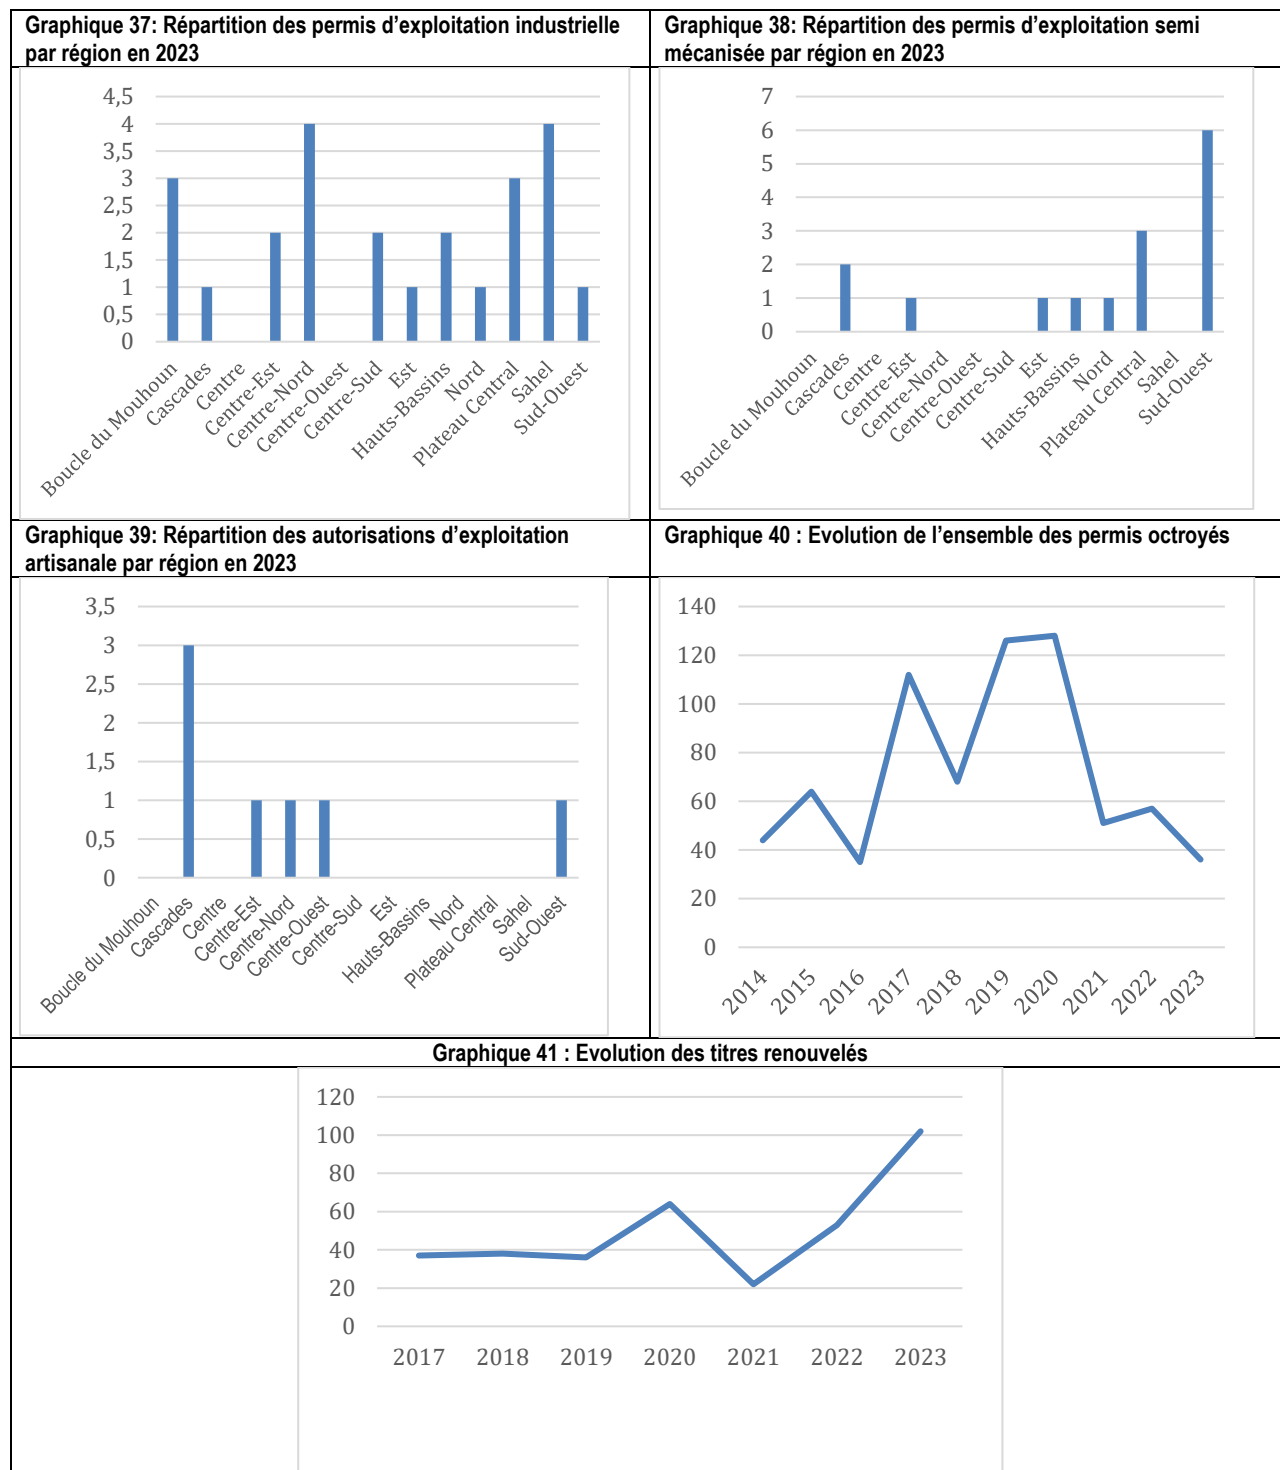 Graphique 37: Répartition des permis d'exploitation industrielle
par région en 2023
4,5
4
3,5
3
2,5
2
1,5
1
0,5
0
Boucle du Mouhoun
Cascades
Centre
Centre-Est
Centre-Nord
Centre-Ouest
Centre-Sud
Est
Hauts-Bassins
Nord
Plateau Central
Sahel
Sud-Ouest
Graphique 38: Répartition des permis d'exploitation semi
mécanisée par région en 2023
7
6
5
4
3
2
1
0
Boucle du Mouhoun
Cascades
Centre
Centre-Est
Centre-Nord
Centre-Ouest
Centre-Sud
Est
Hauts-Bassins
Nord
Plateau Central
Sahel
Sud-Ouest
Graphique 39: Répartition des autorisations d'exploitation
artisanale par région en 2023
3,5
3
2,5
2
1,5
1
0,5
0
Boucle du Mouhoun
Cascades
Centre
Centre-Est
Centre-Nord
Centre-Ouest
Centre-Sud
Est
Hauts-Bassins
Nord
Plateau Central
Sahel
Sud-Ouest
Graphique 40 : Evolution de l'ensemble des permis octroyés
140
120
100
80
60
40
20
0
2014
2015
2016
2017
2018
2019
2020
2021
2022
2023
Graphique 41 : Evolution des titres renouvelés
120
100
80
60
40
20
0
2017 2018 2019 2020 2021 2022 2023